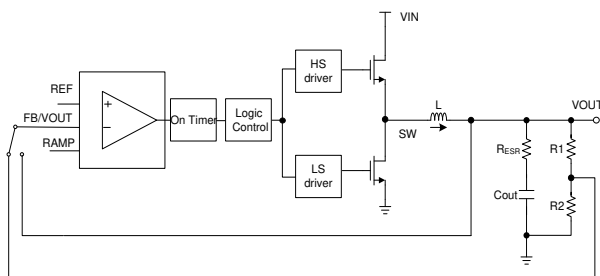 VIN
HS
driver
REF
FB/VOUT
RAMP
+
−
On Timer
Logic
Control
L
SW
VOUT
LS
driver
RESR
R1
Cout
R2